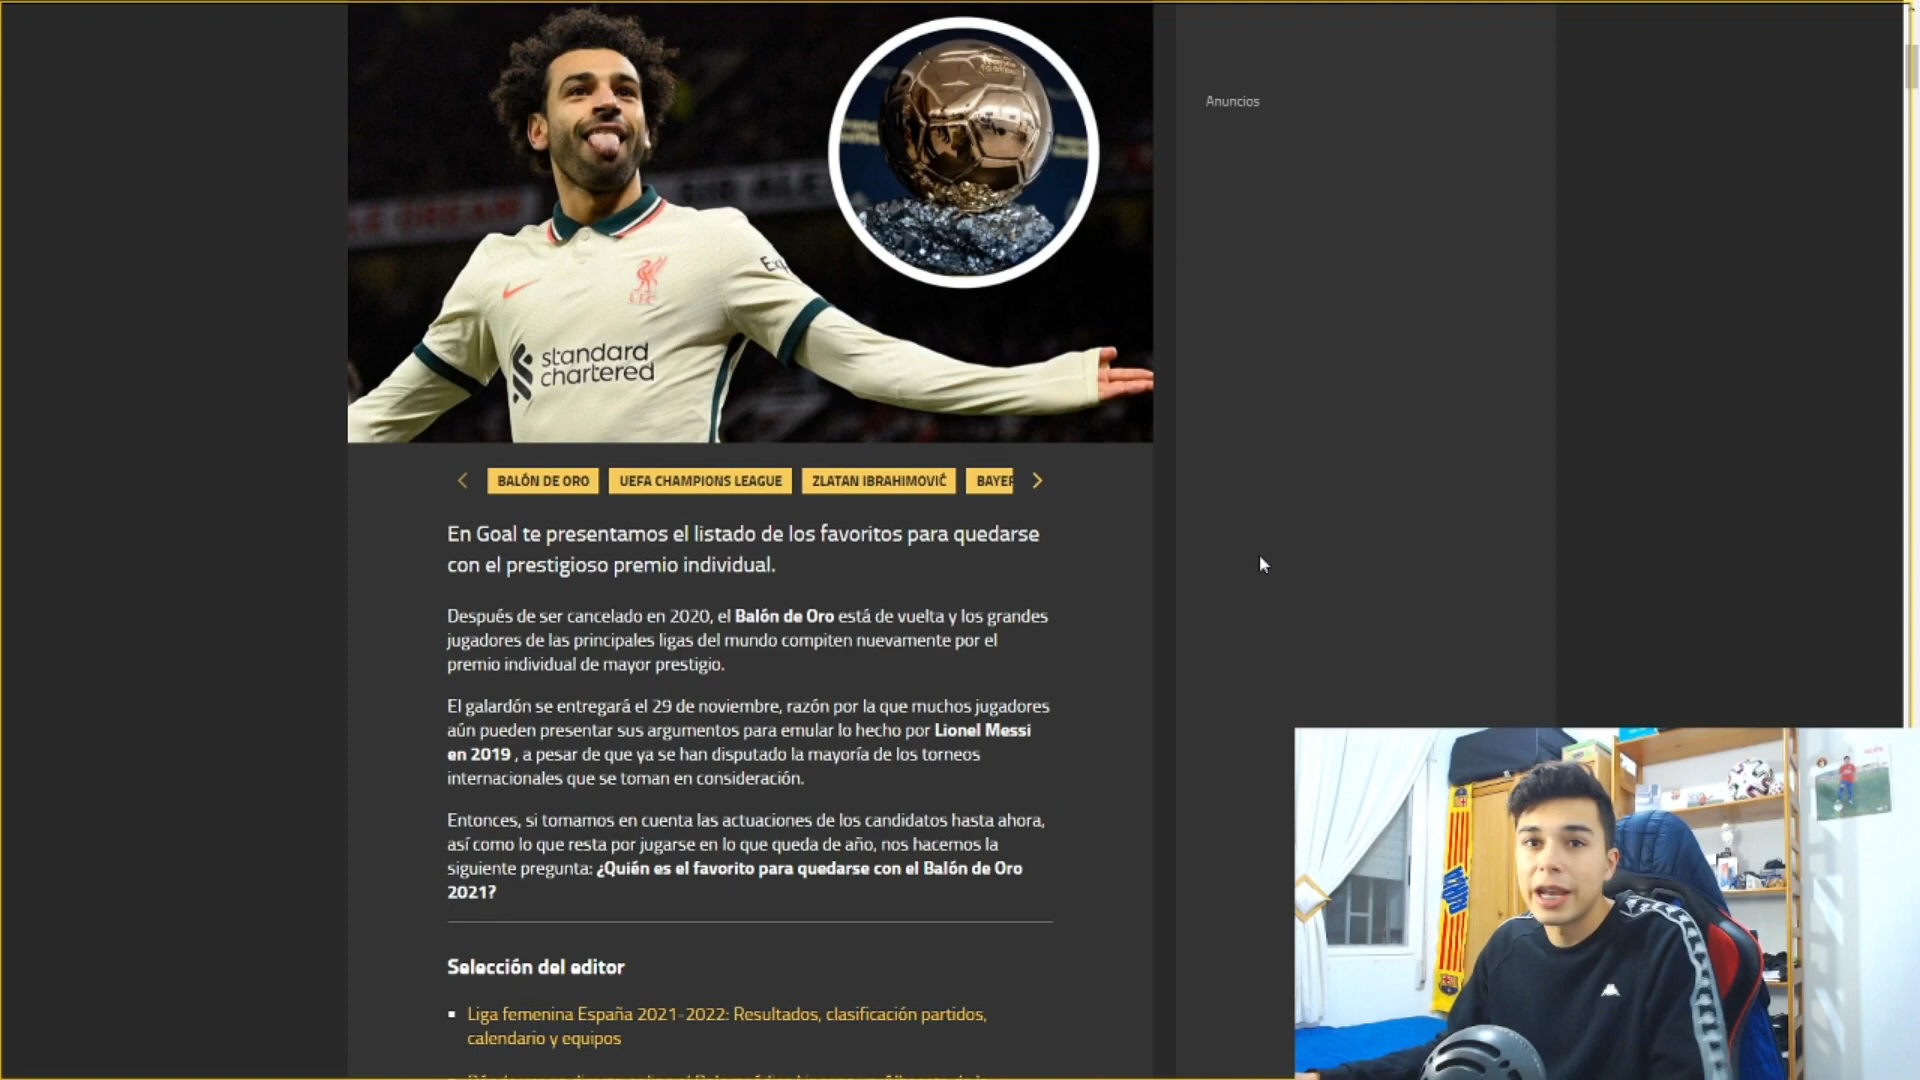 Anuncios
SIR ALE
standard
chartered
LFC
BALÓN DE ORO
UEFA CHAMPIONS LEAGUE
ZLATAN IBRAHIMOVIĆ
En Goal te presentamos el listado de los favoritos para quedarse
con el prestigioso premio individual.
Después de ser cancelado en 2020, el Balón de Oro está de vuelta y los grandes
jugadores de las principales ligas del mundo compiten nuevamente por el
premio individual de mayor prestigio.
El galardón se entregará el 29 de noviembre, razón por la que muchos jugadores
aún pueden presentar sus argumentos para emular lo hecho por Lionel Messi
en 2019 , a pesar de que ya se han disputado la mayoría de los torneos
internacionales que se toman en consideración.
Entonces, si tomamos en cuenta las actuaciones de los candidatos hasta ahora,
así como lo que resta por jugarse en lo que queda de año, nos hacemos la
siguiente pregunta: ¿Quién es el favorito para quedarse con el Balón de Oro
2021?
Selección del editor
Liga femenina España 2021-2022: Resultados, clasificación partidos,
calendario y equipos